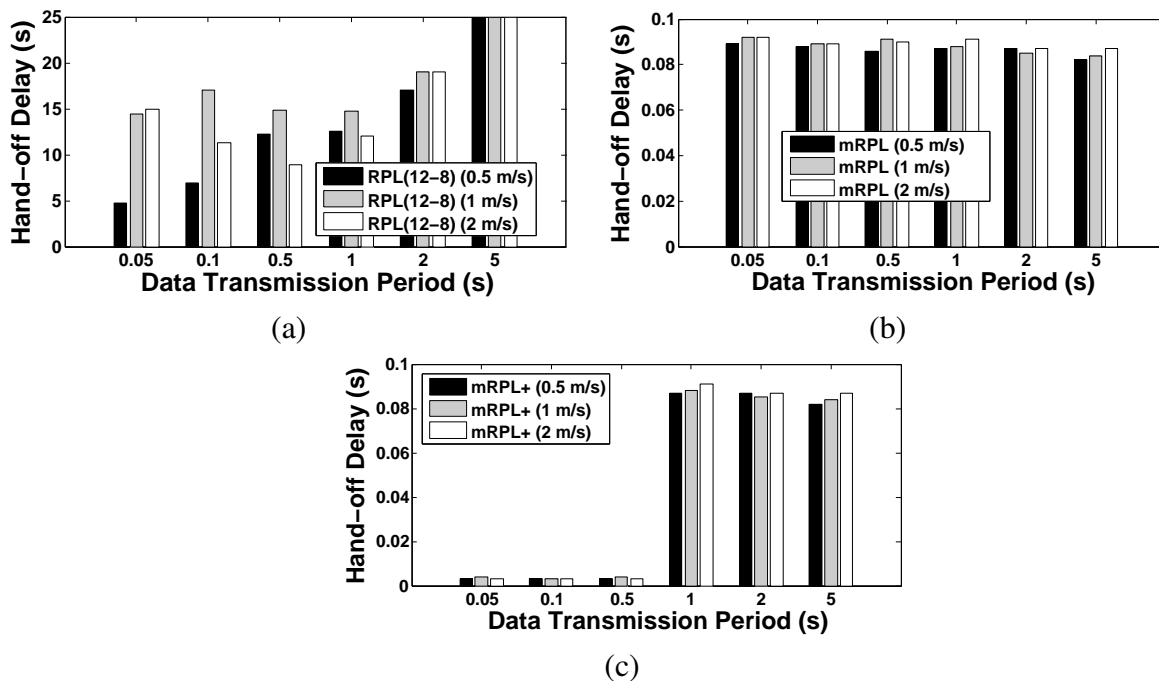 25
20
15
10
5
0
Hand-off Delay (s)
RPL(12-8) (0.5 m/s)
RPL(12-8) (1 m/s)
RPL(12-8) (2 m/s)
0.05 0.1 0.5 1 2 5
Data Transmission Period (s)
(a)
0.1
0.08
0.06
0.04
0.02
0
Hand-off Delay (s)
mRPL (0.5 m/s)
mRPL (1 m/s)
mRPL (2 m/s)
0.05 0.1 0.5 1 2 5
Data Transmission Period (s)
(b)
0.1
0.08
0.06
0.04
0.02
0
Hand-off Delay (s)
mRPL+ (0.5 m/s)
mRPL+ (1 m/s)
mRPL+ (2 m/s)
0.05 0.1 0.5 1 2 5
Data Transmission Period (s)
(c)